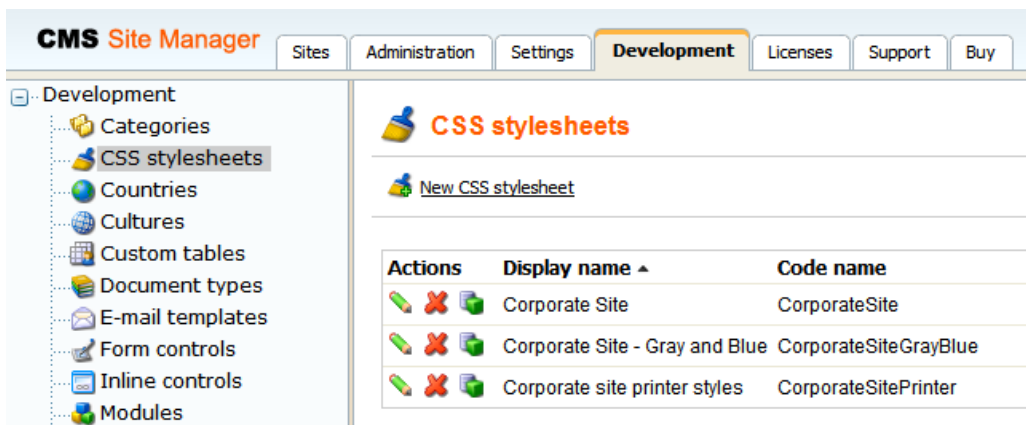 CMS Site Manager
Sites Administration Settings Development Licenses Support Buy
Development
Categories
CSS stylesheets
Countries
Cultures
Custom tables
Document types
E-mail templates
Form controls
Inline controls
Modules
CSS stylesheets
New CSS stylesheet
Actions Display name Code name
Corporate Site CorporateSite
Corporate Site - Gray and Blue CorporateSiteGrayBlue
Corporate site printer styles CorporateSitePrinter